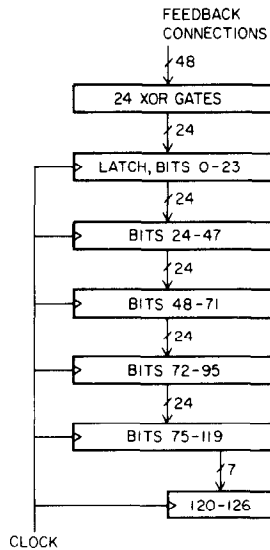 FEEDBACK
CONNECTIONS
48
24 XOR GATES
24
LATCH, BITS 0-23
24
BITS 24-47
24
BITS 48-71
24
BITS 72-95
24
BITS 75-119
7
120-126
CLOCK